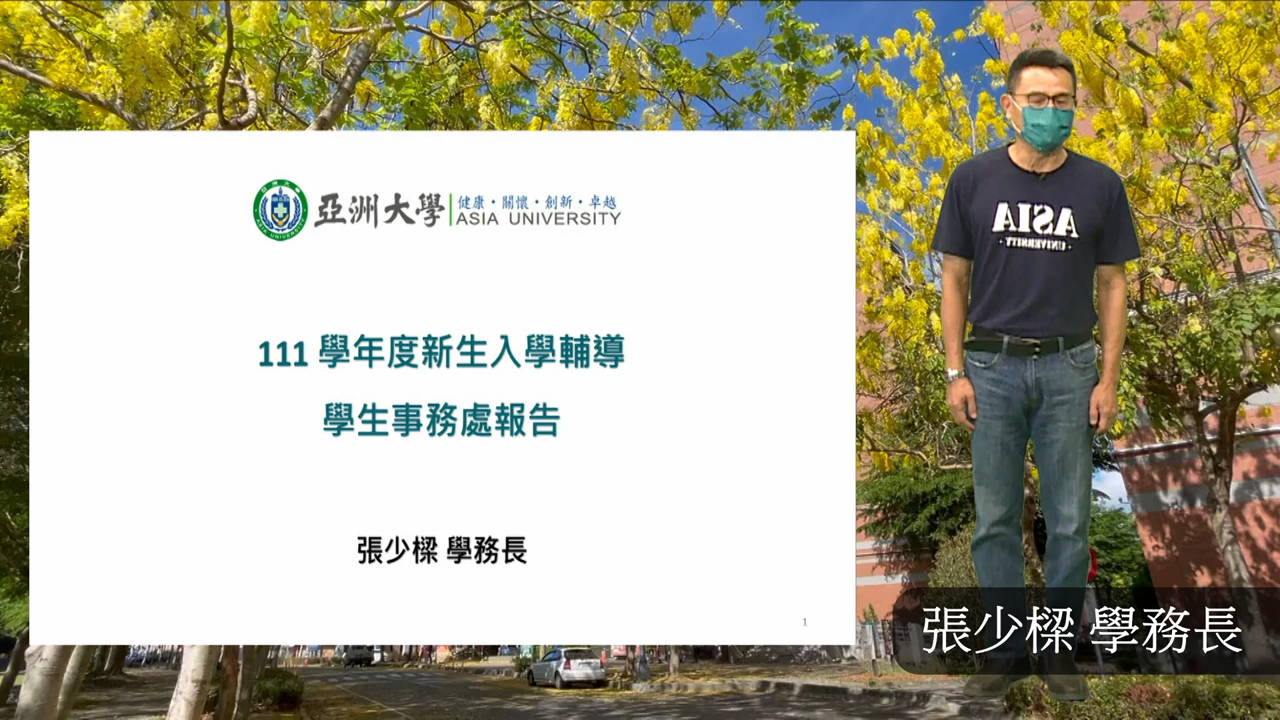 亞洲大學
健康・關懷・創新・卓越
ASIA UNIVERSITY
111 學年度新生入學輔導
學生事務處報告
張少樑 學務長
1
ASIA
UNIVERSITY
張少樑 學務長